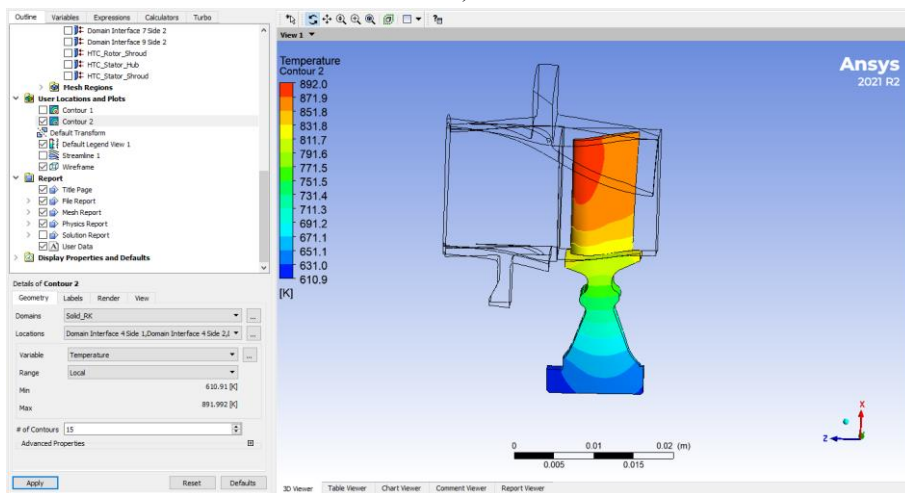 Outline Variables Expressions Calculators Turbo
Domain Interface 7 Side 2
Domain Interface 9 Side 2
HTC_Rotor_Shroud
HTC_Stator_Hub
HTC_Stator_Shroud
Mesh Regions
User Locations and Plots
Contour 1
Contour 2
Default Transform
Default Legend View 1
Streamline 1
Wireframe
Report
Title Page
File Report
Mesh Report
Physics Report
Solution Report
User Data
Display Properties and Defaults
Details of Contour 2
Geometry Labels Render View
Domains Solid_RK ...
Locations Domain Interface 4 Side 1,Domain Interface 4 Side 2, ...
Variable Temperature ...
Range Local
Min 610.91 [K]
Max 891.992 [K]
# of Contours 15
Advanced Properties
Apply Reset Defaults
View 1
Temperature
Contour 2
892.0
871.9
851.8
831.8
811.7
791.6
771.5
751.5
731.4
711.3
691.2
671.1
651.1
631.0
610.9
[K]
Ansys
2021 R2
X
Z
0 0.01 0.02 (m)
0.005 0.015
3D Viewer Table Viewer Chart Viewer Comment Viewer Report Viewer